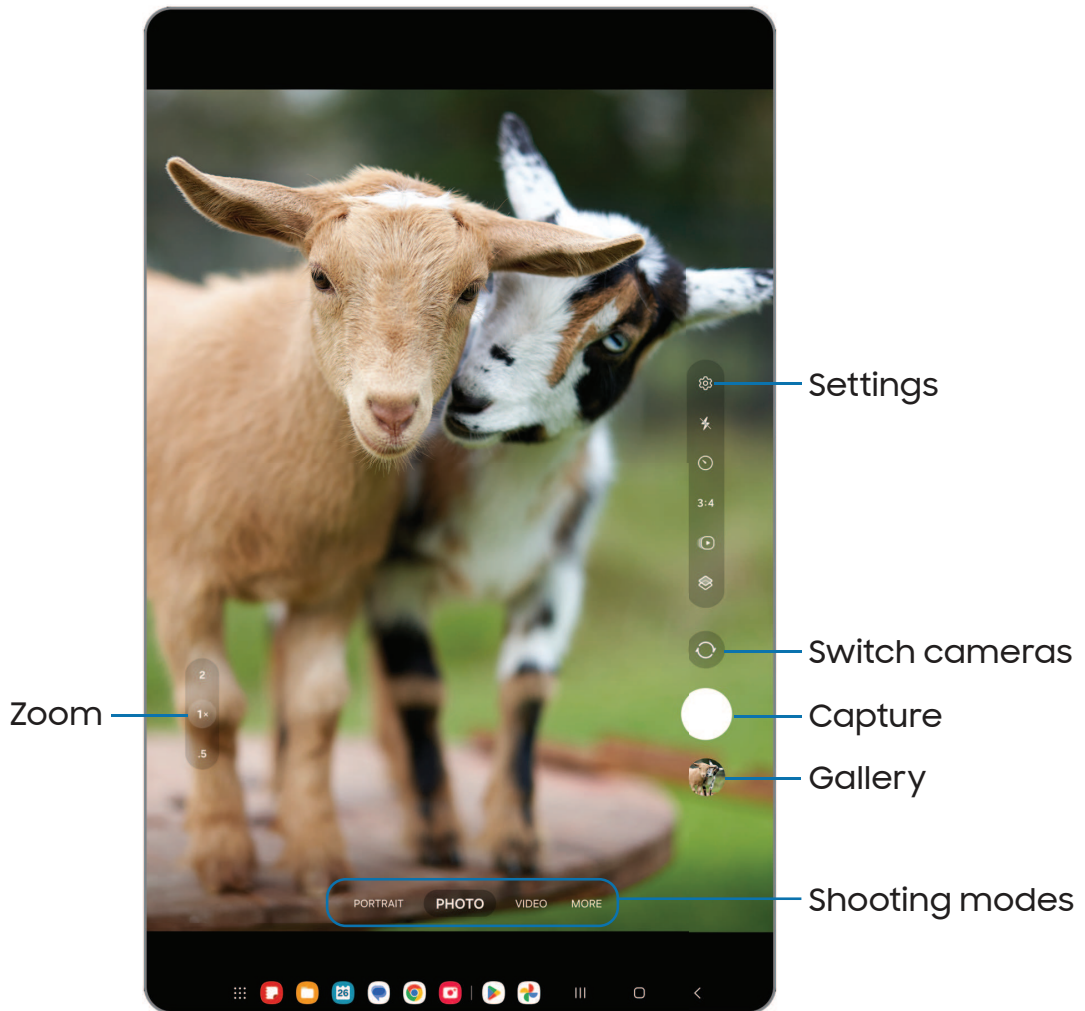 Settings
3:4
Switch cameras
2
Zoom
1×
.5
Capture
Gallery
PORTRAIT PHOTO VIDEO MORE
Shooting modes
26